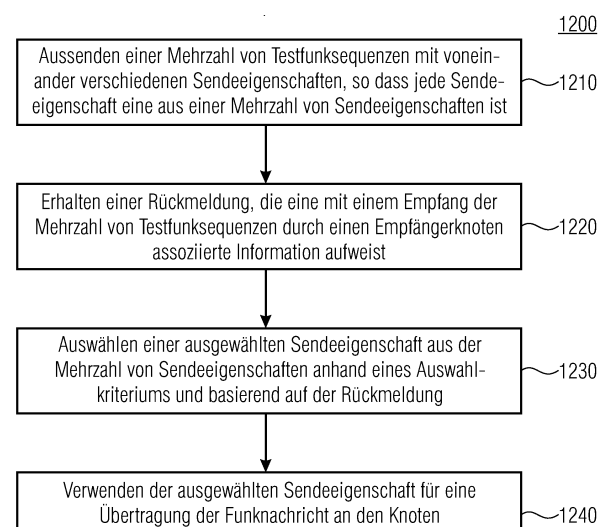 1200
Aussenden einer Mehrzahl von Testfunksequenzen mit vonein-
ander verschiedenen Sendeeigenschaften, so dass jede Sende-
eigenschaft eine aus einer Mehrzahl von Sendeeigenschaften ist
1210
Erhalten einer Rückmeldung, die eine mit einem Empfang der
Mehrzahl von Testfunksequenzen durch einen Empfängerknoten
assoziierte Information aufweist
1220
Auswählen einer ausgewählten Sendeeigenschaft aus der
Mehrzahl von Sendeeigenschaften anhand eines Auswahl-
kriteriums und basierend auf der Rückmeldung
1230
Verwenden der ausgewählten Sendeeigenschaft für eine
Übertragung der Funknachricht an den Knoten
1240